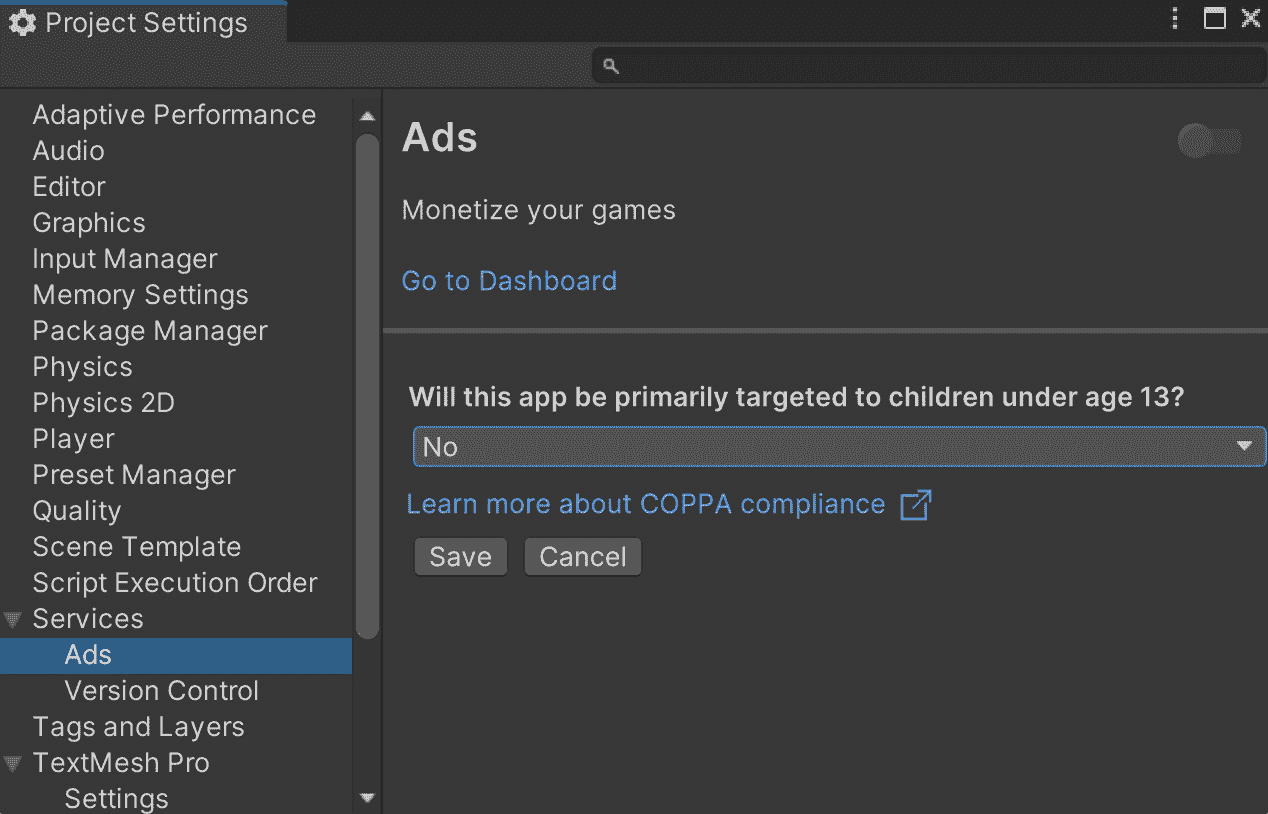 Project Settings
Adaptive Performance
Audio
Editor
Graphics
Input Manager
Memory Settings
Package Manager
Physics
Physics 2D
Player
Preset Manager
Quality
Scene Template
Script Execution Order
Services
Ads
Version Control
Tags and Layers
TextMesh Pro
Settings
Ads
Monetize your games
Go to Dashboard
Will this app be primarily targeted to children under age 13?
No
Learn more about COPPA compliance
Save Cancel